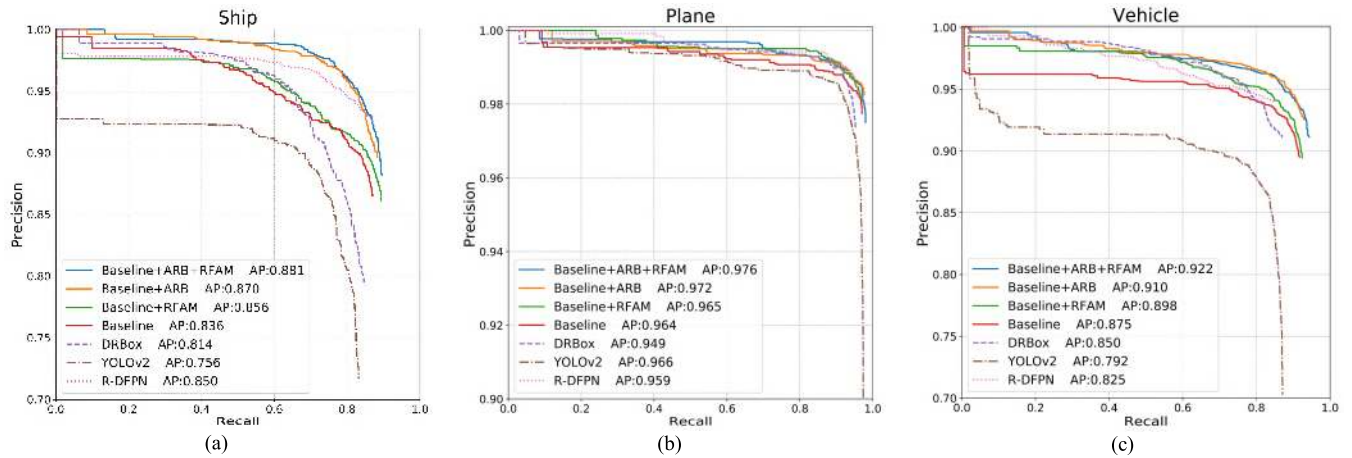 Ship
Precision
1.00
0.95
0.90
0.85
0.80
0.75
0.70
Baseline+ARB+RFAM AP:0.881
Baseline+ARB AP:0.870
Baseline+RFAM AP:0.856
Baseline AP:0.836
DRBox AP:0.814
YOLOv2 AP:0.756
R-DFPN AP:0.850
0.0 0.2 0.4 0.6 0.8 1.0
Recall
(a)
Plane
Precision
1.00
0.98
0.96
0.94
0.92
0.90
Baseline+ARB+RFAM AP:0.976
Baseline+ARB AP:0.972
Baseline+RFAM AP:0.965
Baseline AP:0.964
DRBox AP:0.949
YOLOv2 AP:0.966
R-DFPN AP:0.959
0.0 0.2 0.4 0.6 0.8 1.0
Recall
(b)
Vehicle
Precision
1.00
0.95
0.90
0.85
0.80
0.75
0.70
Baseline+ARB+RFAM AP:0.922
Baseline+ARB AP:0.910
Baseline+RFAM AP:0.898
Baseline AP:0.875
DRBox AP:0.850
YOLOv2 AP:0.792
R-DFPN AP:0.825
0.0 0.2 0.4 0.6 0.8 1.0
Recall
(c)